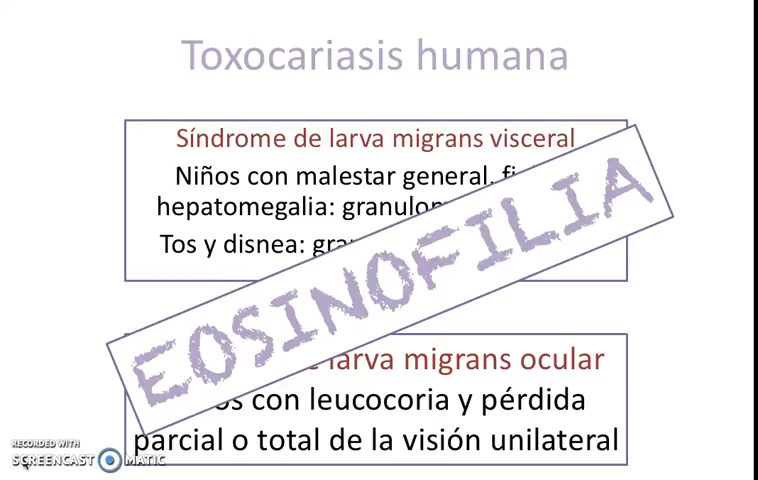 Toxocariasis humana
Síndrome de larva migrans visceral
Niños con malestar general,
hepatomegalia:
Tos y disnea:
EOSINOFILIA
larva migrans ocular
con leucocoria y pérdida
parcial o total de la visión unilateral
RECORDED WITH
SCREENCAST MATIC